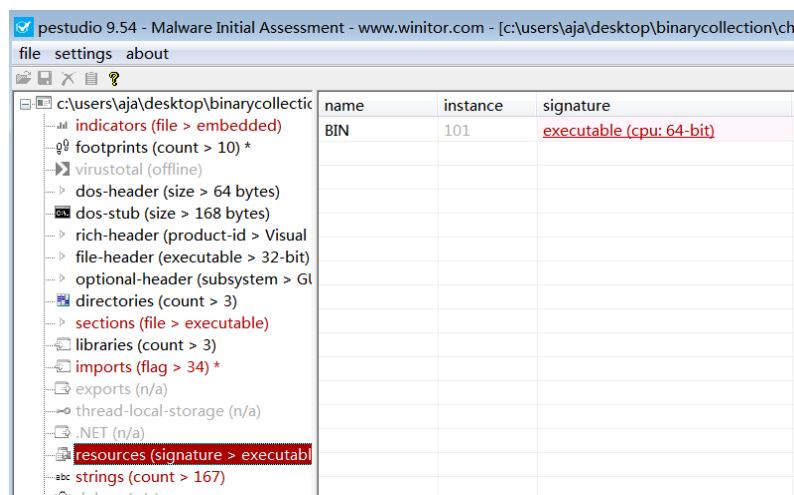 pestudio 9.54 - Malware Initial Assessment - www.winitor.com - [c:\users\aja\desktop\binarycollection\ch
file settings about
c:\users\aja\desktop\binarycollectic
indicators (file > embedded)
footprints (count > 10) *
virustotal (offline)
dos-header (size > 64 bytes)
dos-stub (size > 168 bytes)
rich-header (product-id > Visual
file-header (executable > 32-bit)
optional-header (subsystem > GU
directories (count > 3)
sections (file > executable)
libraries (count > 3)
imports (flag > 34) *
exports (n/a)
thread-local-storage (n/a)
.NET (n/a)
resources (signature > executabl
abc strings (count > 167)
name instance signature
BIN 101 executable (cpu: 64-bit)